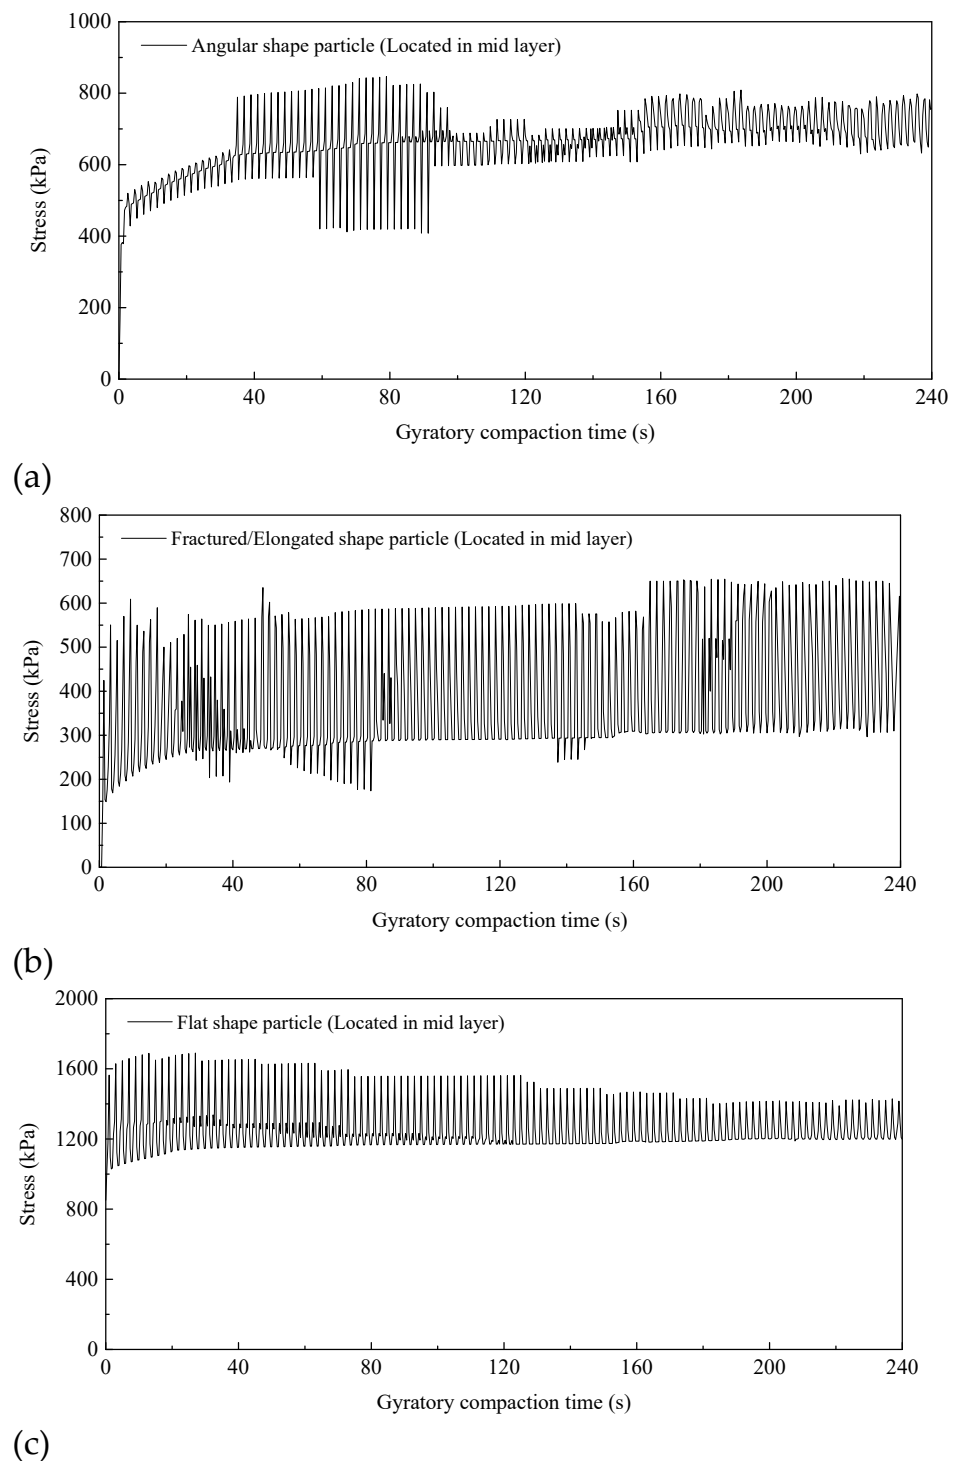 1000
Angular shape particle (Located in mid layer)
800
600
Stress (kPa)
400
200
0
0 40 80 120 160 200 240
Gyratory compaction time (s)
(a)
800
Fractured/Elongated shape particle (Located in mid layer)
700
600
500
Stress (kPa)
400
300
200
100
0
0 40 80 120 160 200 240
Gyratory compaction time (s)
(b)
2000
Flat shape particle (Located in mid layer)
1600
1200
Stress (kPa)
800
400
0
0 40 80 120 160 200 240
Gyratory compaction time (s)
(c)